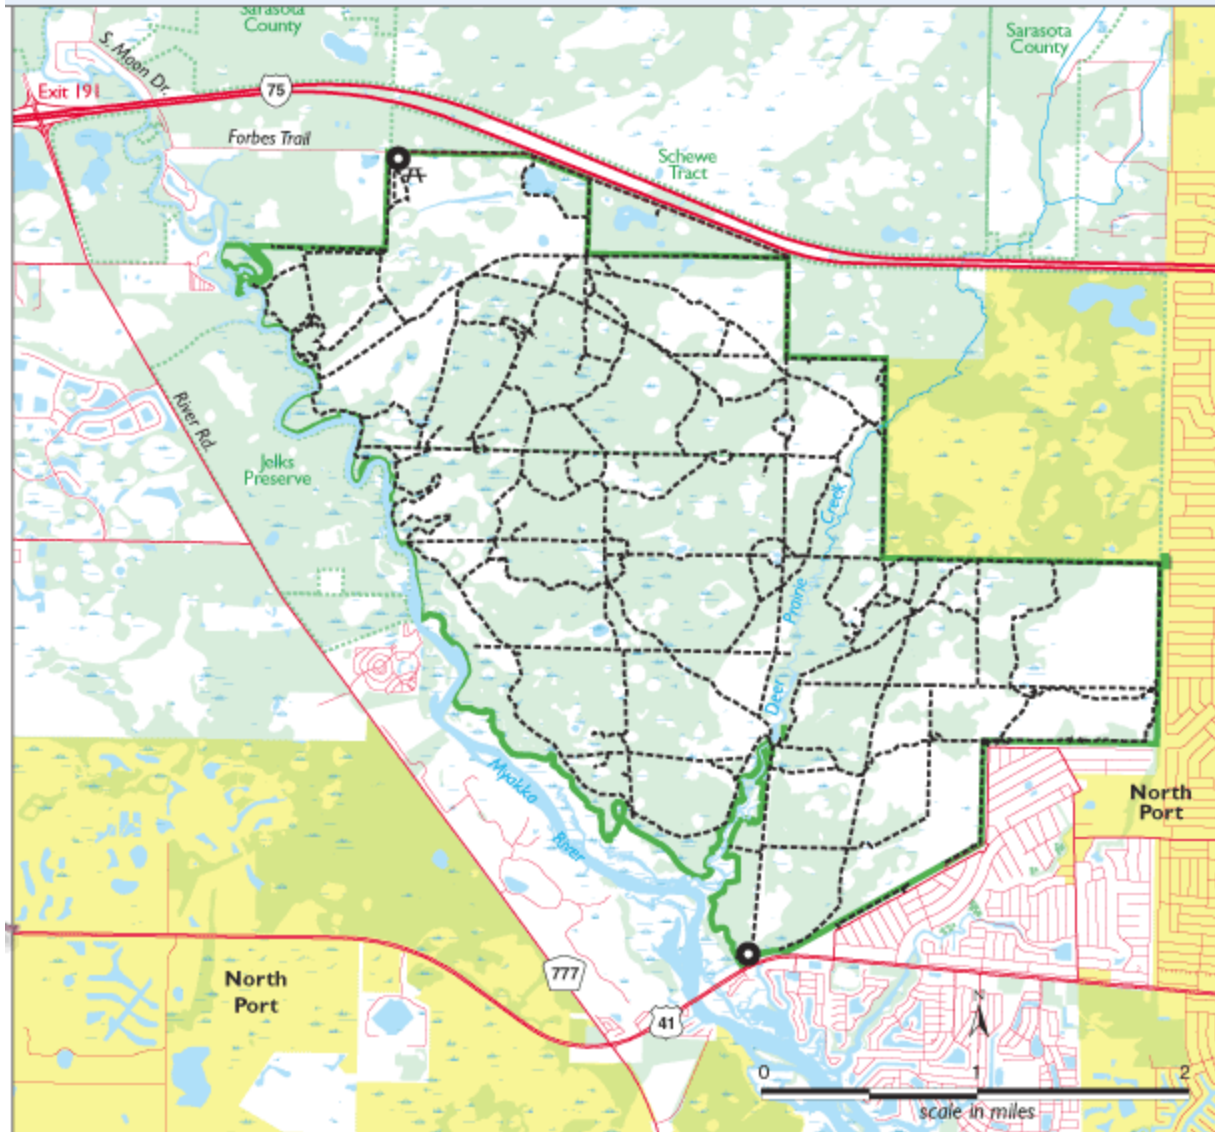 Sarasota
County
Sarasota
County
S. Moon Dr.
Exit 191
75
Forbes Trail
Schewe
Tract
River Rd.
Jelks
Preserve
Creek
Prairie
Deer
Myakka
River
North
Port
North
Port
777
41
N
0
1
2
scale in miles